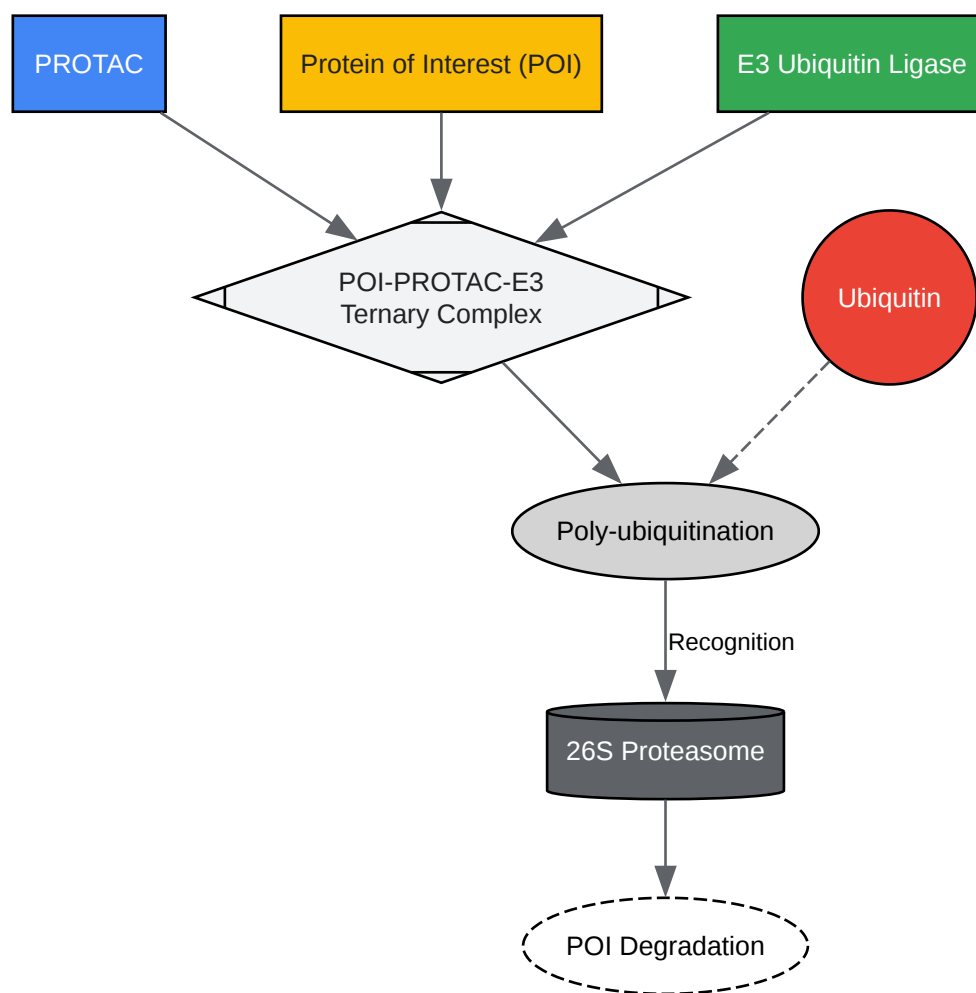 PROTAC
Protein of Interest (POI)
E3 Ubiquitin Ligase
POI-PROTAC-E3
Ternary Complex
Ubiquitin
Poly-ubiquitination
Recognition
26S Proteasome
POI Degradation